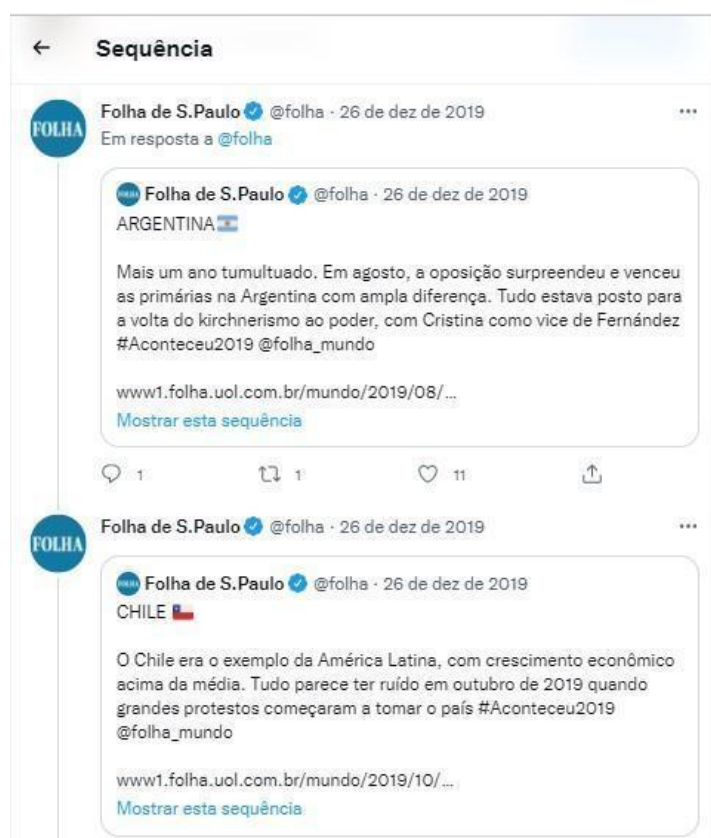 Sequência
Folha de S.Paulo @folha · 26 de dez de 2019
FOLHA
Em resposta a @folha
Folha de S.Paulo @folha · 26 de dez de 2019
ARGENTINA
Mais um ano tumultuado. Em agosto, a oposição surpreendeu e venceu
as primárias na Argentina com ampla diferença. Tudo estava posto para
a volta do kirchnerismo ao poder, com Cristina como vice de Fernández
#Aconteceu2019 @folha_mundo
www1.folha.uol.com.br/mundo/2019/08/...
Mostrar esta sequência
1 1 11
Folha de S.Paulo @folha · 26 de dez de 2019
FOLHA
Folha de S.Paulo @folha · 26 de dez de 2019
CHILE
O Chile era o exemplo da América Latina, com crescimento econômico
acima da média. Tudo parece ter ruído em outubro de 2019 quando
grandes protestos começaram a tomar o país #Aconteceu2019
@folha_mundo
www1.folha.uol.com.br/mundo/2019/10/...
Mostrar esta sequência